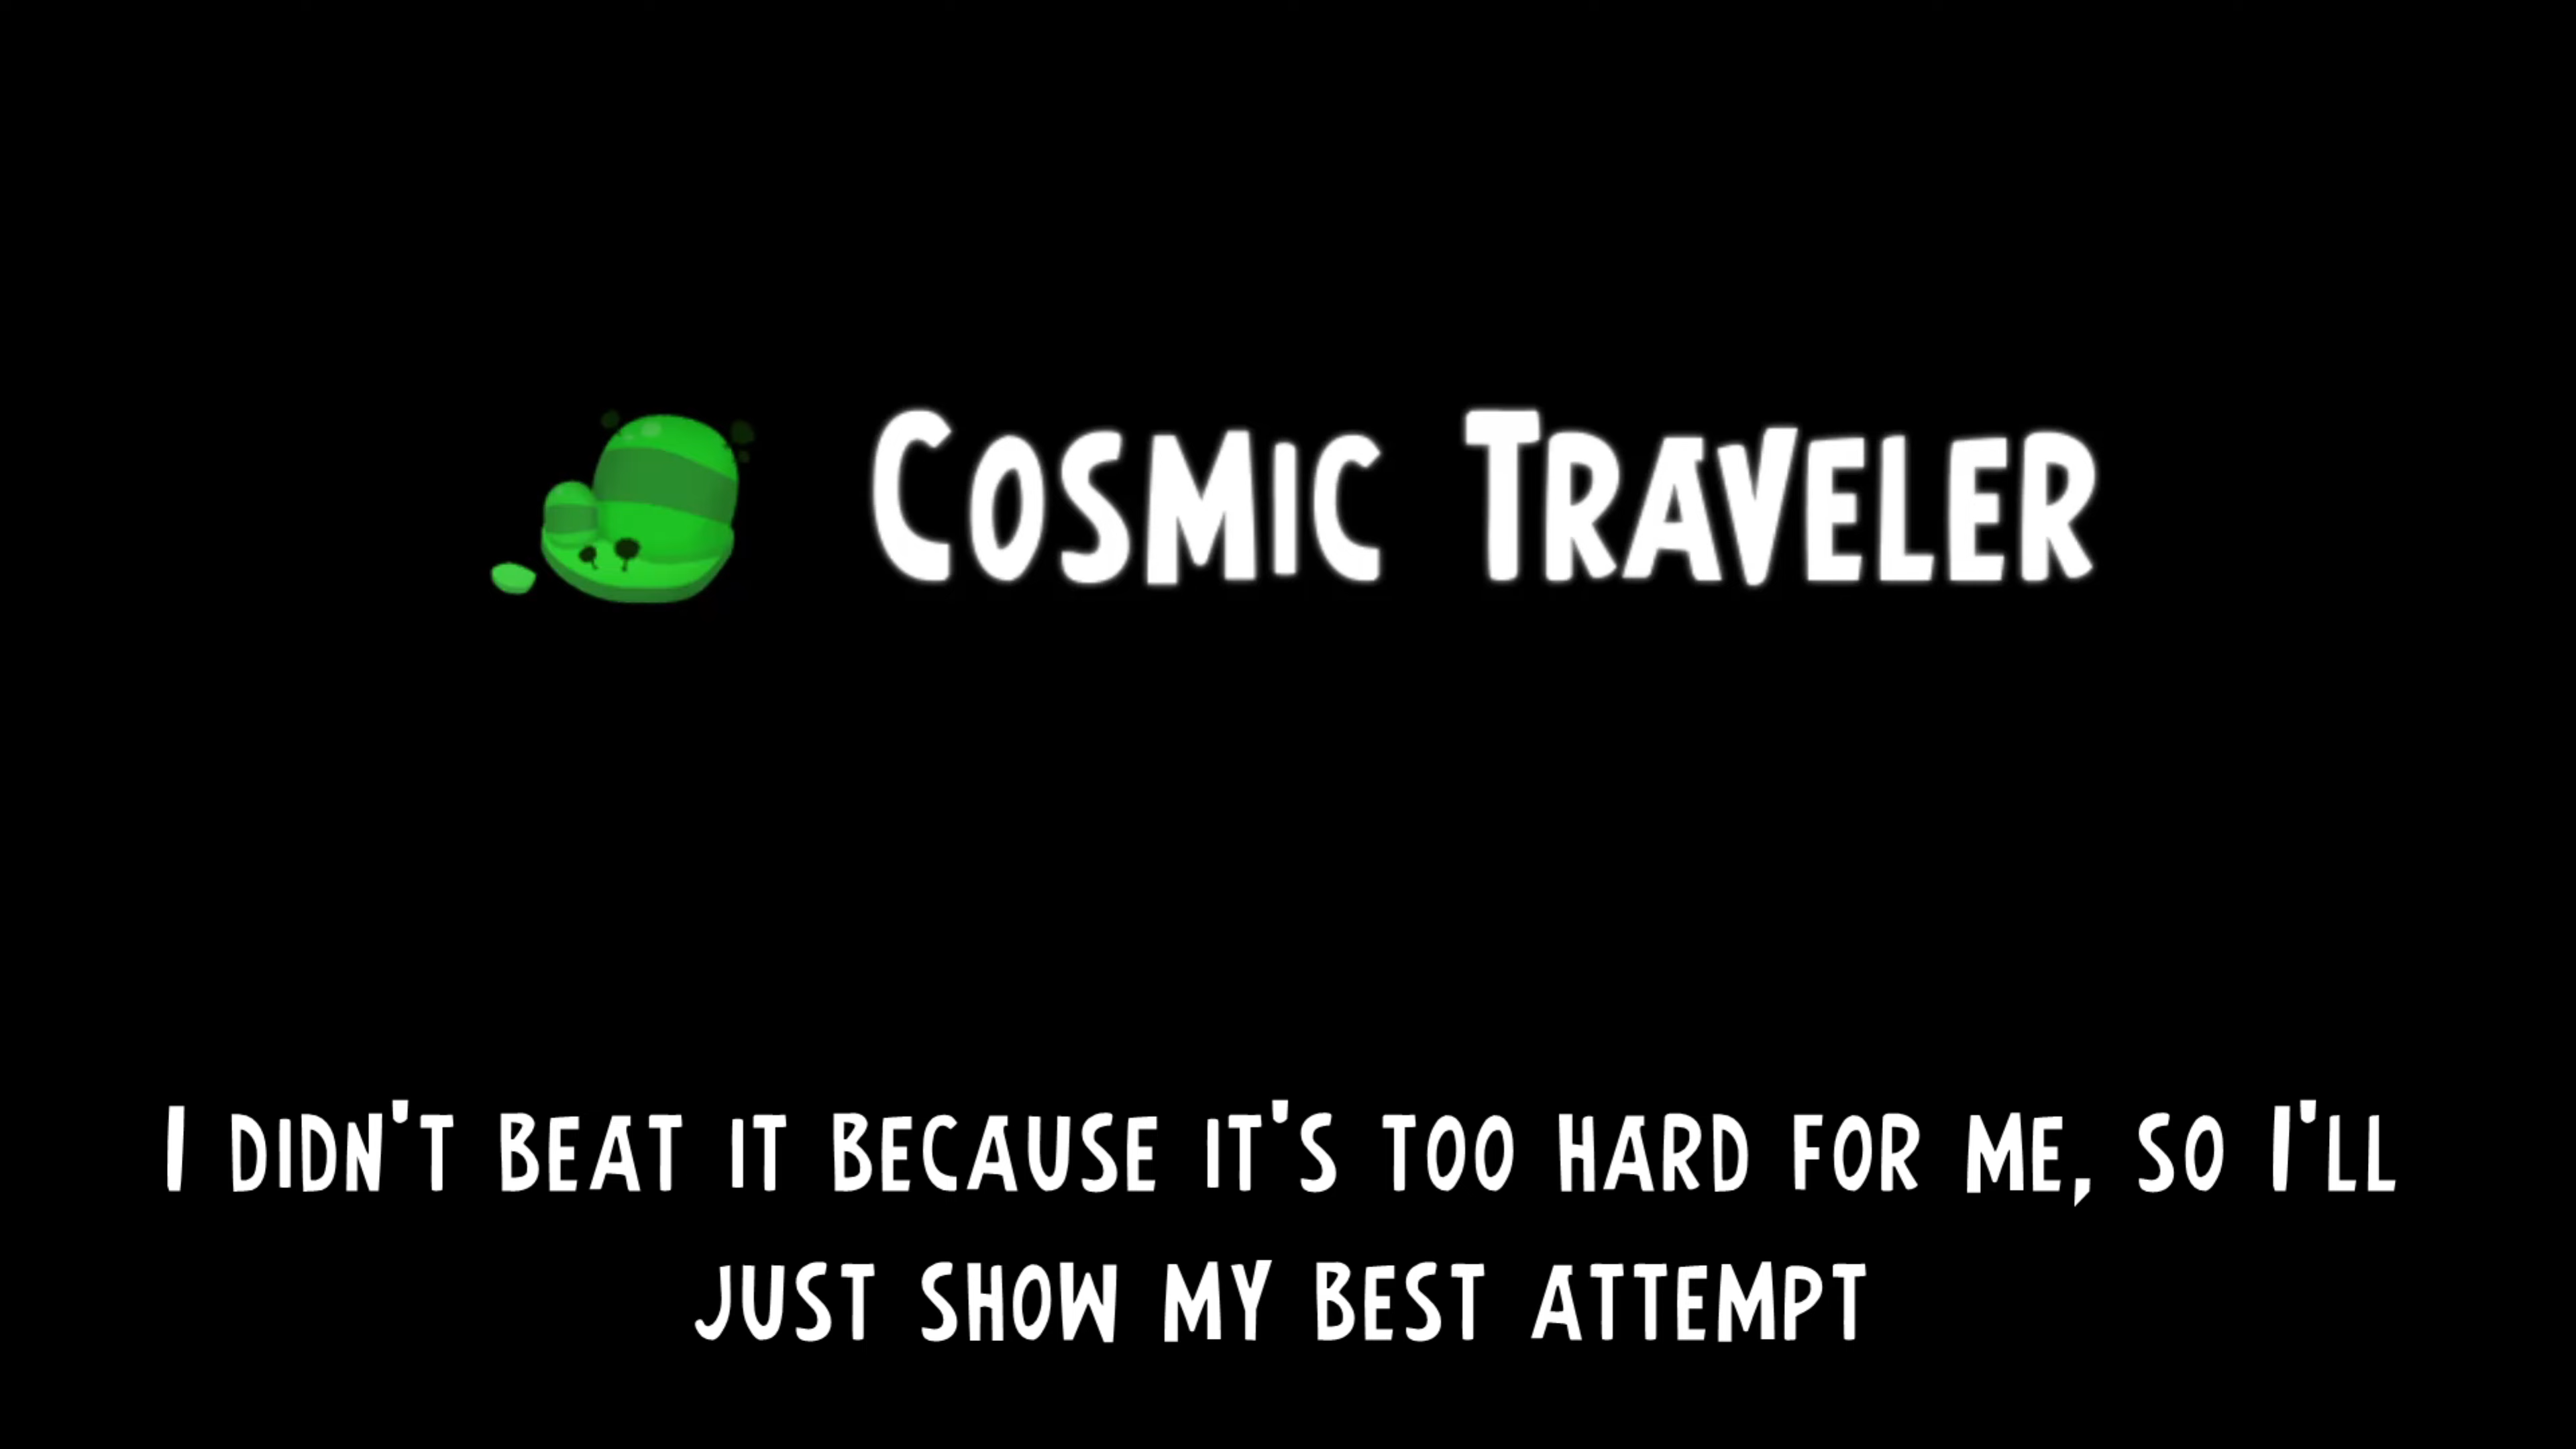 Cosmic Traveler
I didn't beat it because it's too hard for me, so I'll
just show my best attempt